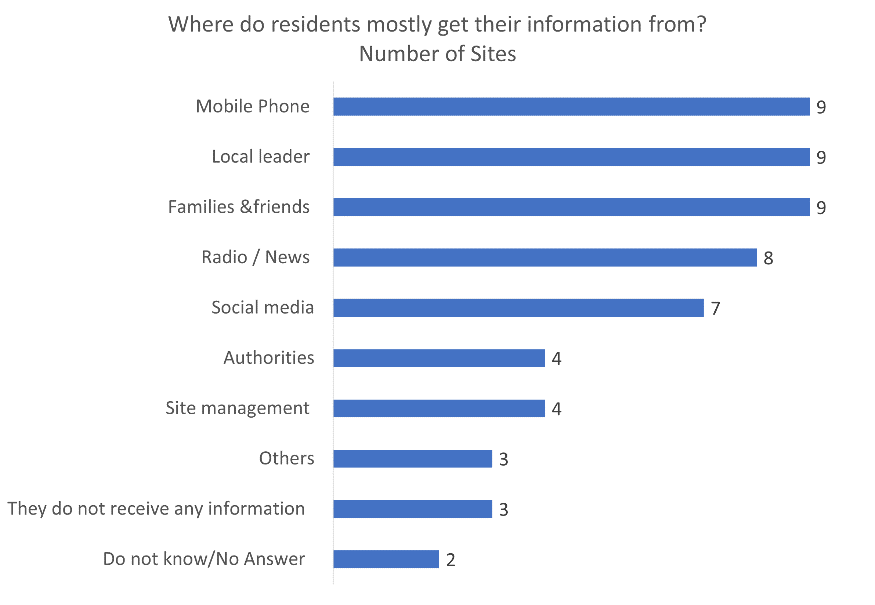 Where do residents mostly get their information from?
Number of Sites
Mobile Phone 9
Local leader 9
Families &friends 9
Radio / News 8
Social media 7
Authorities 4
Site management 4
Others 3
They do not receive any information 3
Do not know/No Answer 2